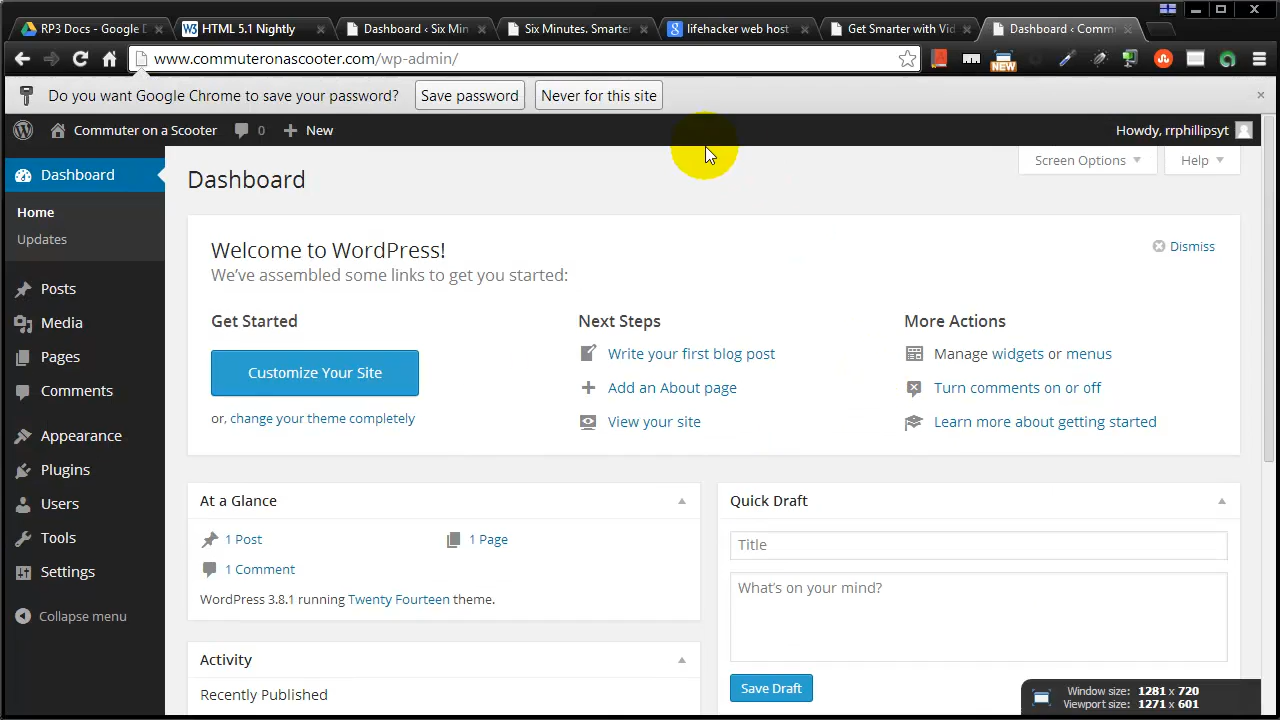 RP3 Docs - Google D
HTML 5.1 Nightly
Dashboard ‹ Six Min
Six Minutes. Smarter
lifehacker web host
Get Smarter with Vid
Dashboard ‹ Comm
www.commuteronascooter.com/wp-admin/
NEW
Do you want Google Chrome to save your password?
Save password
Never for this site
Commuter on a Scooter
0
New
Howdy, rrphillipsyt
Dashboard
Home
Updates
Posts
Media
Pages
Comments
Appearance
Plugins
Users
Tools
Settings
Collapse menu
Screen Options
Help
Dashboard
Welcome to WordPress!
We've assembled some links to get you started:
Dismiss
Get Started
Customize Your Site
or, change your theme completely
Next Steps
Write your first blog post
Add an About page
View your site
More Actions
Manage widgets or menus
Turn comments on or off
Learn more about getting started
At a Glance
1 Post
1 Page
1 Comment
WordPress 3.8.1 running Twenty Fourteen theme.
Activity
Recently Published
Quick Draft
Title
What's on your mind?
Save Draft
Window size: 1281 x 720
Viewport size: 1271 x 601